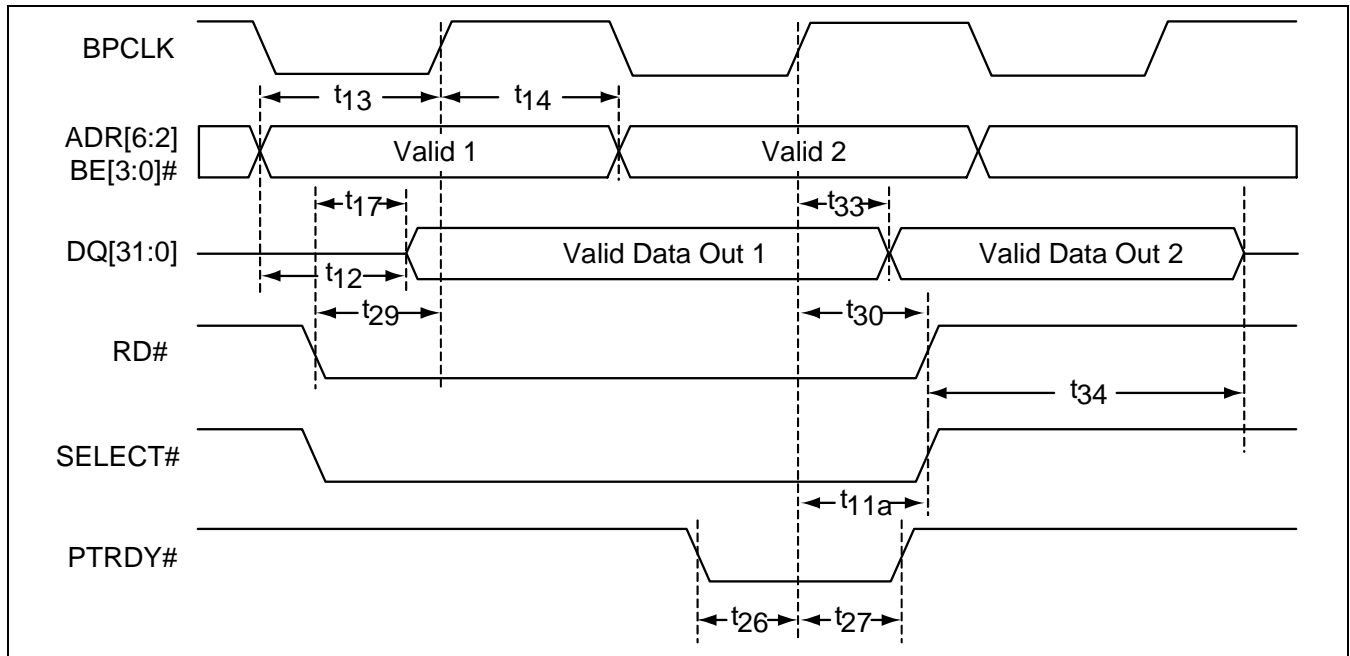 BPCLK
t13
t14
ADR[6:2]
BE[3:0]#
Valid 1
Valid 2
t17
t33
DQ[31:0]
Valid Data Out 1
Valid Data Out 2
t12
t29
t30
RD#
t34
SELECT#
t11a
PTRDY#
t26
t27